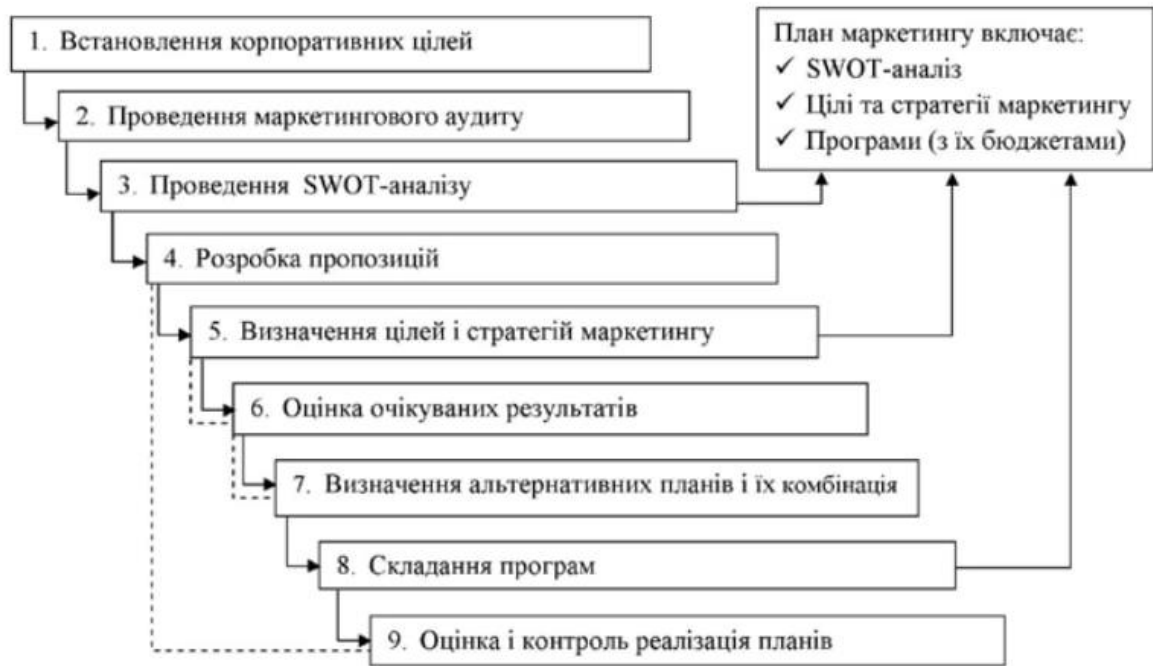 1. Встановлення корпоративних цілей
2. Проведення маркетингового аудиту
3. Проведення SWOT-аналізу
4. Розробка пропозицій
5. Визначення цілей і стратегій маркетингу
6. Оцінка очікуваних результатів
7. Визначення альтернативних планів і їх комбінація
8. Складання програм
9. Оцінка і контроль реалізація планів
План маркетингу включає:
✓ SWOT-аналіз
✓ Цілі та стратегії маркетингу
✓ Програми (з їх бюджетами)